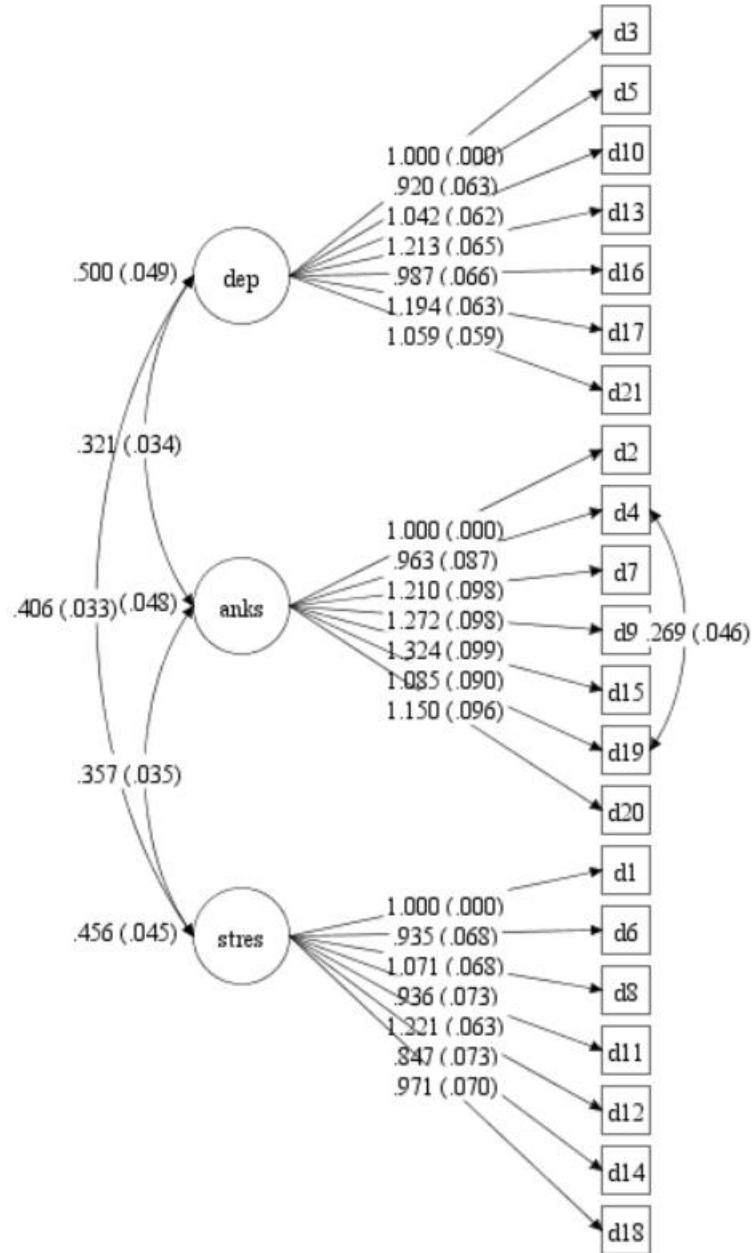 d3
d5
d10
d13
d16
d17
d21
1.000 (.000)
.920 (.063)
1.042 (.062)
1.213 (.065)
.987 (.066)
1.194 (.063)
1.059 (.059)
.500 (.049)
dep
.321 (.034)
d2
d4
d7
d9
d15
d19
d20
1.000 (.000)
.963 (.087)
1.210 (.098)
1.272 (.098)
1.324 (.099)
1.085 (.090)
1.150 (.096)
.269 (.046)
.406 (.033)
(.048)
anks
.357 (.035)
d1
d6
d8
d11
d12
d14
d18
1.000 (.000)
.935 (.068)
1.071 (.068)
.936 (.073)
1.221 (.063)
.847 (.073)
.971 (.070)
.456 (.045)
stres